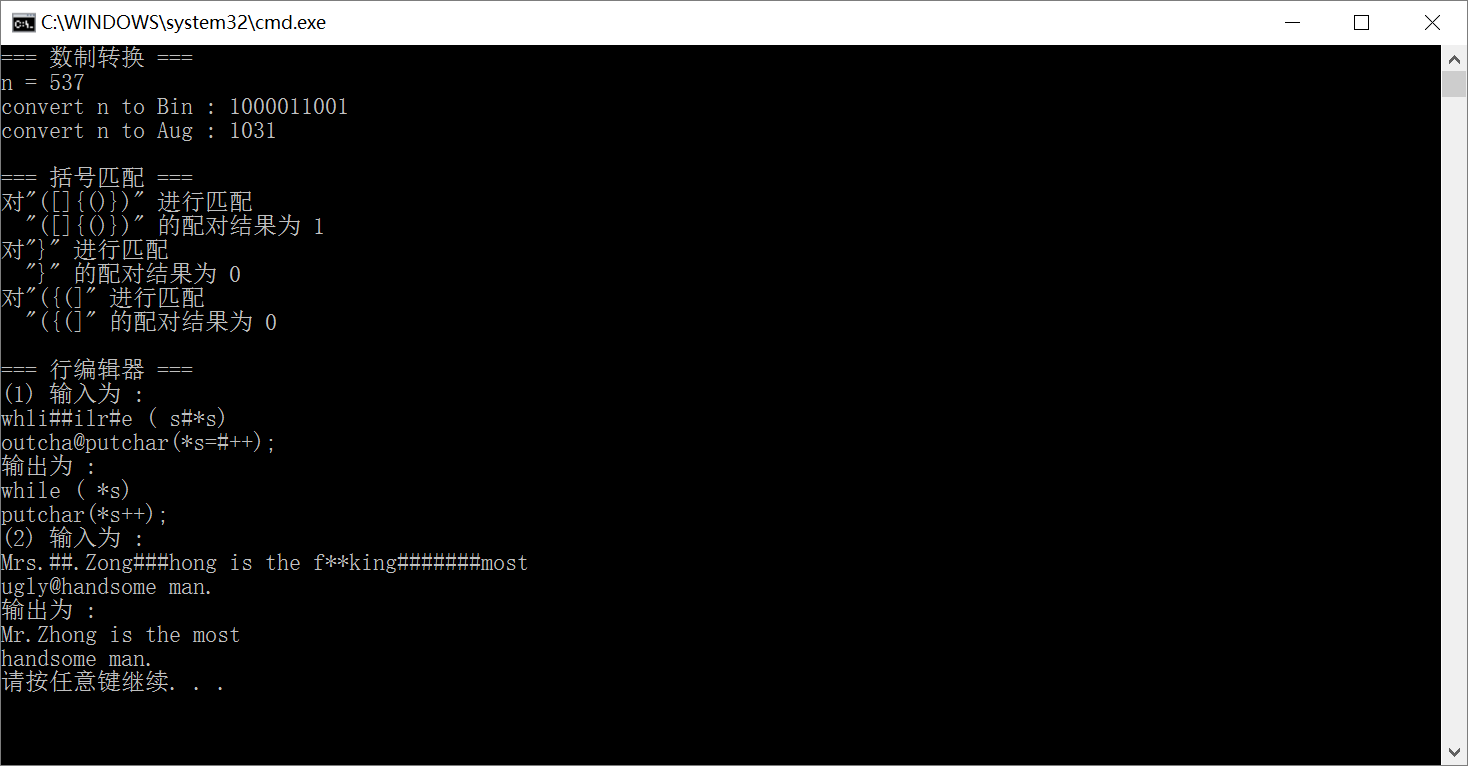 C:\WINDOWS\system32\cmd.exe
=== 数制转换 ===
n = 537
convert n to Bin : 1000011001
convert n to Aug : 1031
=== 括号匹配 ===
对"([]{()})" 进行匹配
  "([]{()})" 的配对结果为 1
对"}" 进行匹配
  "}" 的配对结果为 0
对"({(]" 进行匹配
  "({(]" 的配对结果为 0
=== 行编辑器 ===
(1) 输入为 :
whli##ilr#e ( s#*s)
outcha@putchar(*s=#++);
输出为 :
while ( *s)
putchar(*s++);
(2) 输入为 :
Mrs.##.Zong###hong is the f**king#######most
ugly@handsome man.
输出为 :
Mr.Zhong is the most
handsome man.
请按任意键继续. . .